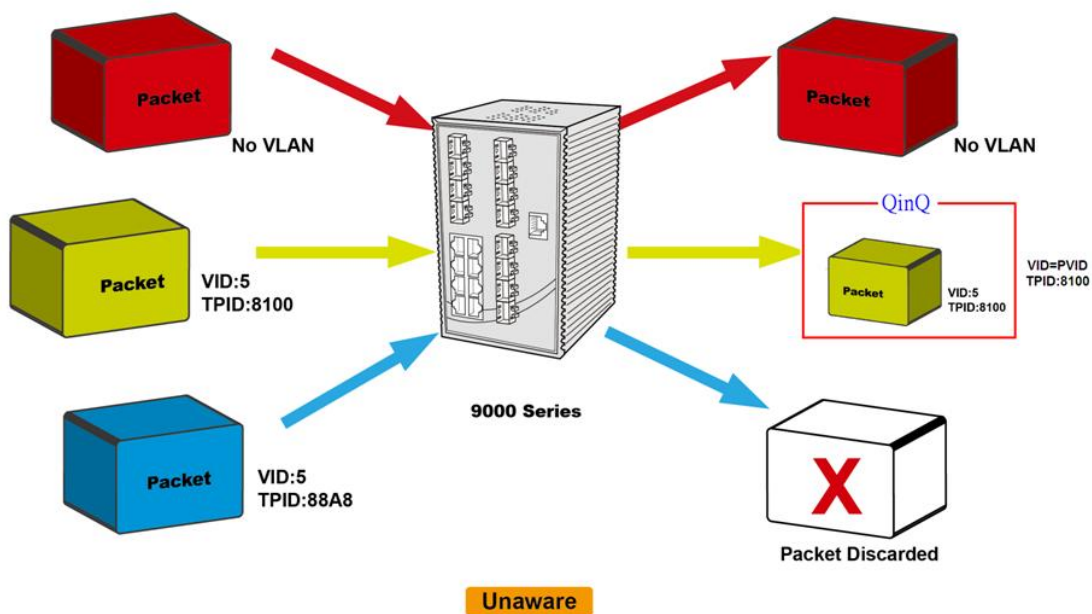 Packet
No VLAN
Packet
No VLAN
Packet
VID:5
TPID:8100
QinQ
Packet
VID:5
TPID:8100
VID=PVID
TPID:8100
9000 Series
Packet
VID:5
TPID:88A8
X
Packet Discarded
Unaware